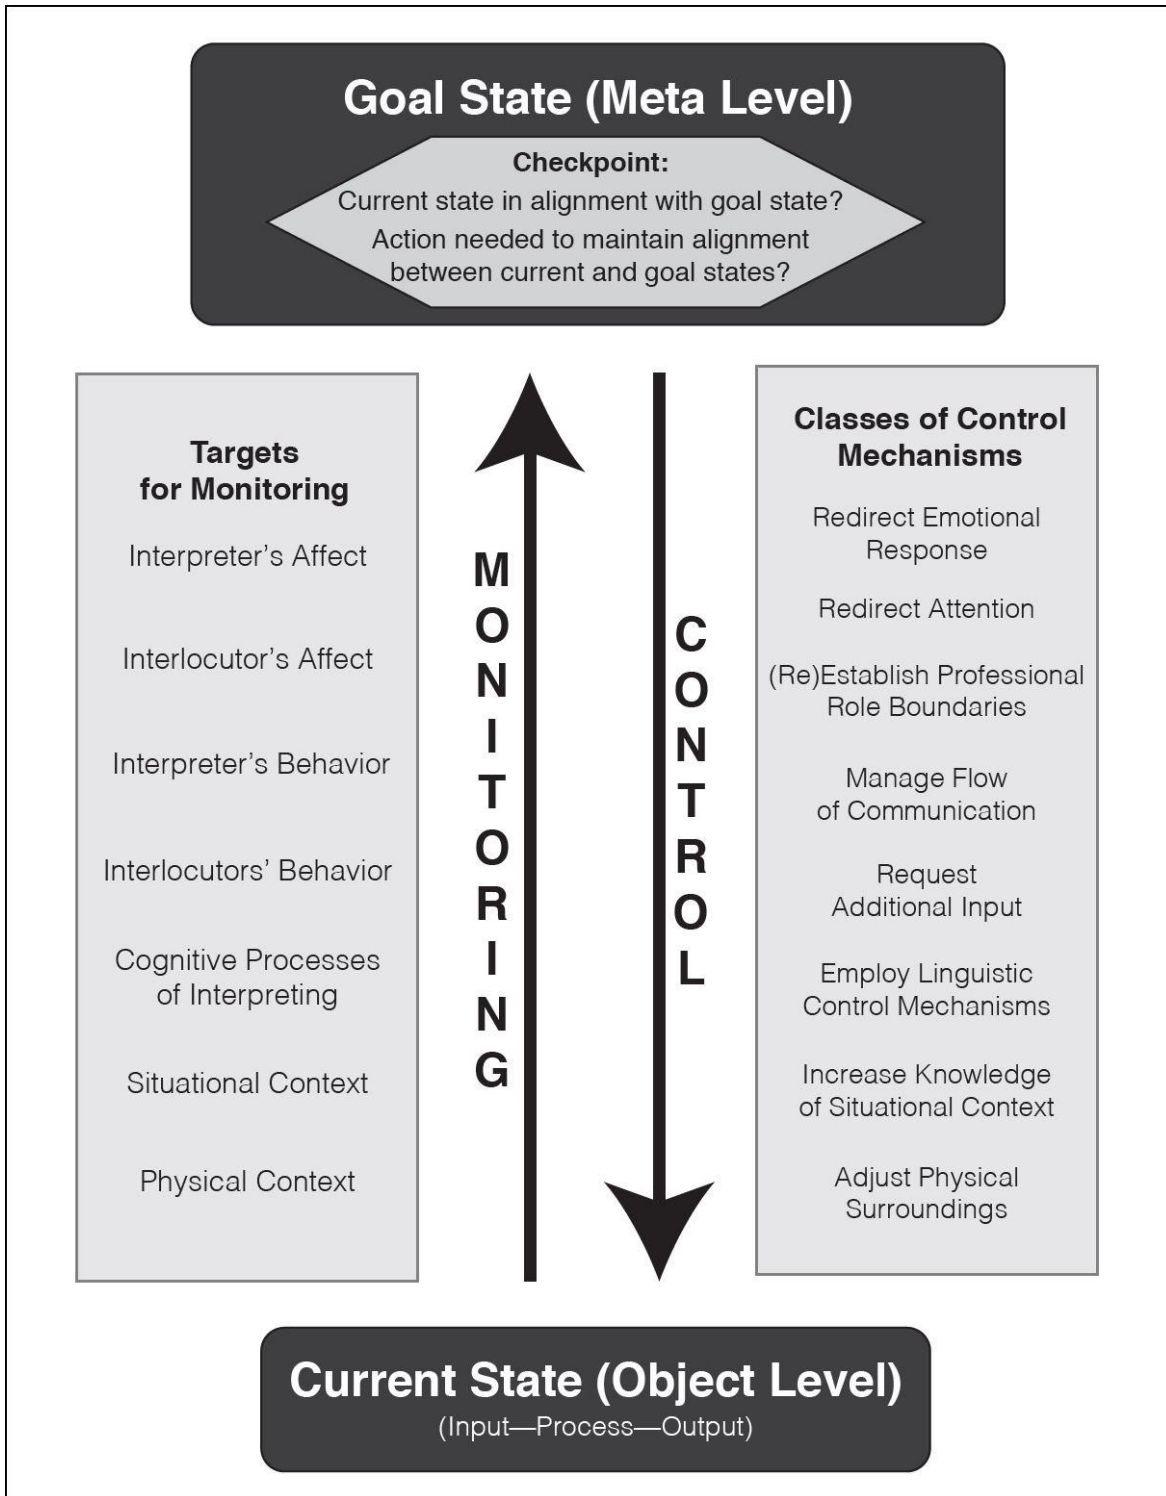 Goal State (Meta Level)
Checkpoint:
Current state in alignment with goal state?
Action needed to maintain alignment
between current and goal states?
Targets
for Monitoring
Interpreter’s Affect
Interlocutor’s Affect
Interpreter’s Behavior
Interlocutors’ Behavior
Cognitive Processes
of Interpreting
Situational Context
Physical Context
MONITORING
CONTROL
Classes of Control
Mechanisms
Redirect Emotional
Response
Redirect Attention
(Re)Establish Professional
Role Boundaries
Manage Flow
of Communication
Request
Additional Input
Employ Linguistic
Control Mechanisms
Increase Knowledge
of Situational Context
Adjust Physical
Surroundings
Current State (Object Level)
(Input—Process—Output)